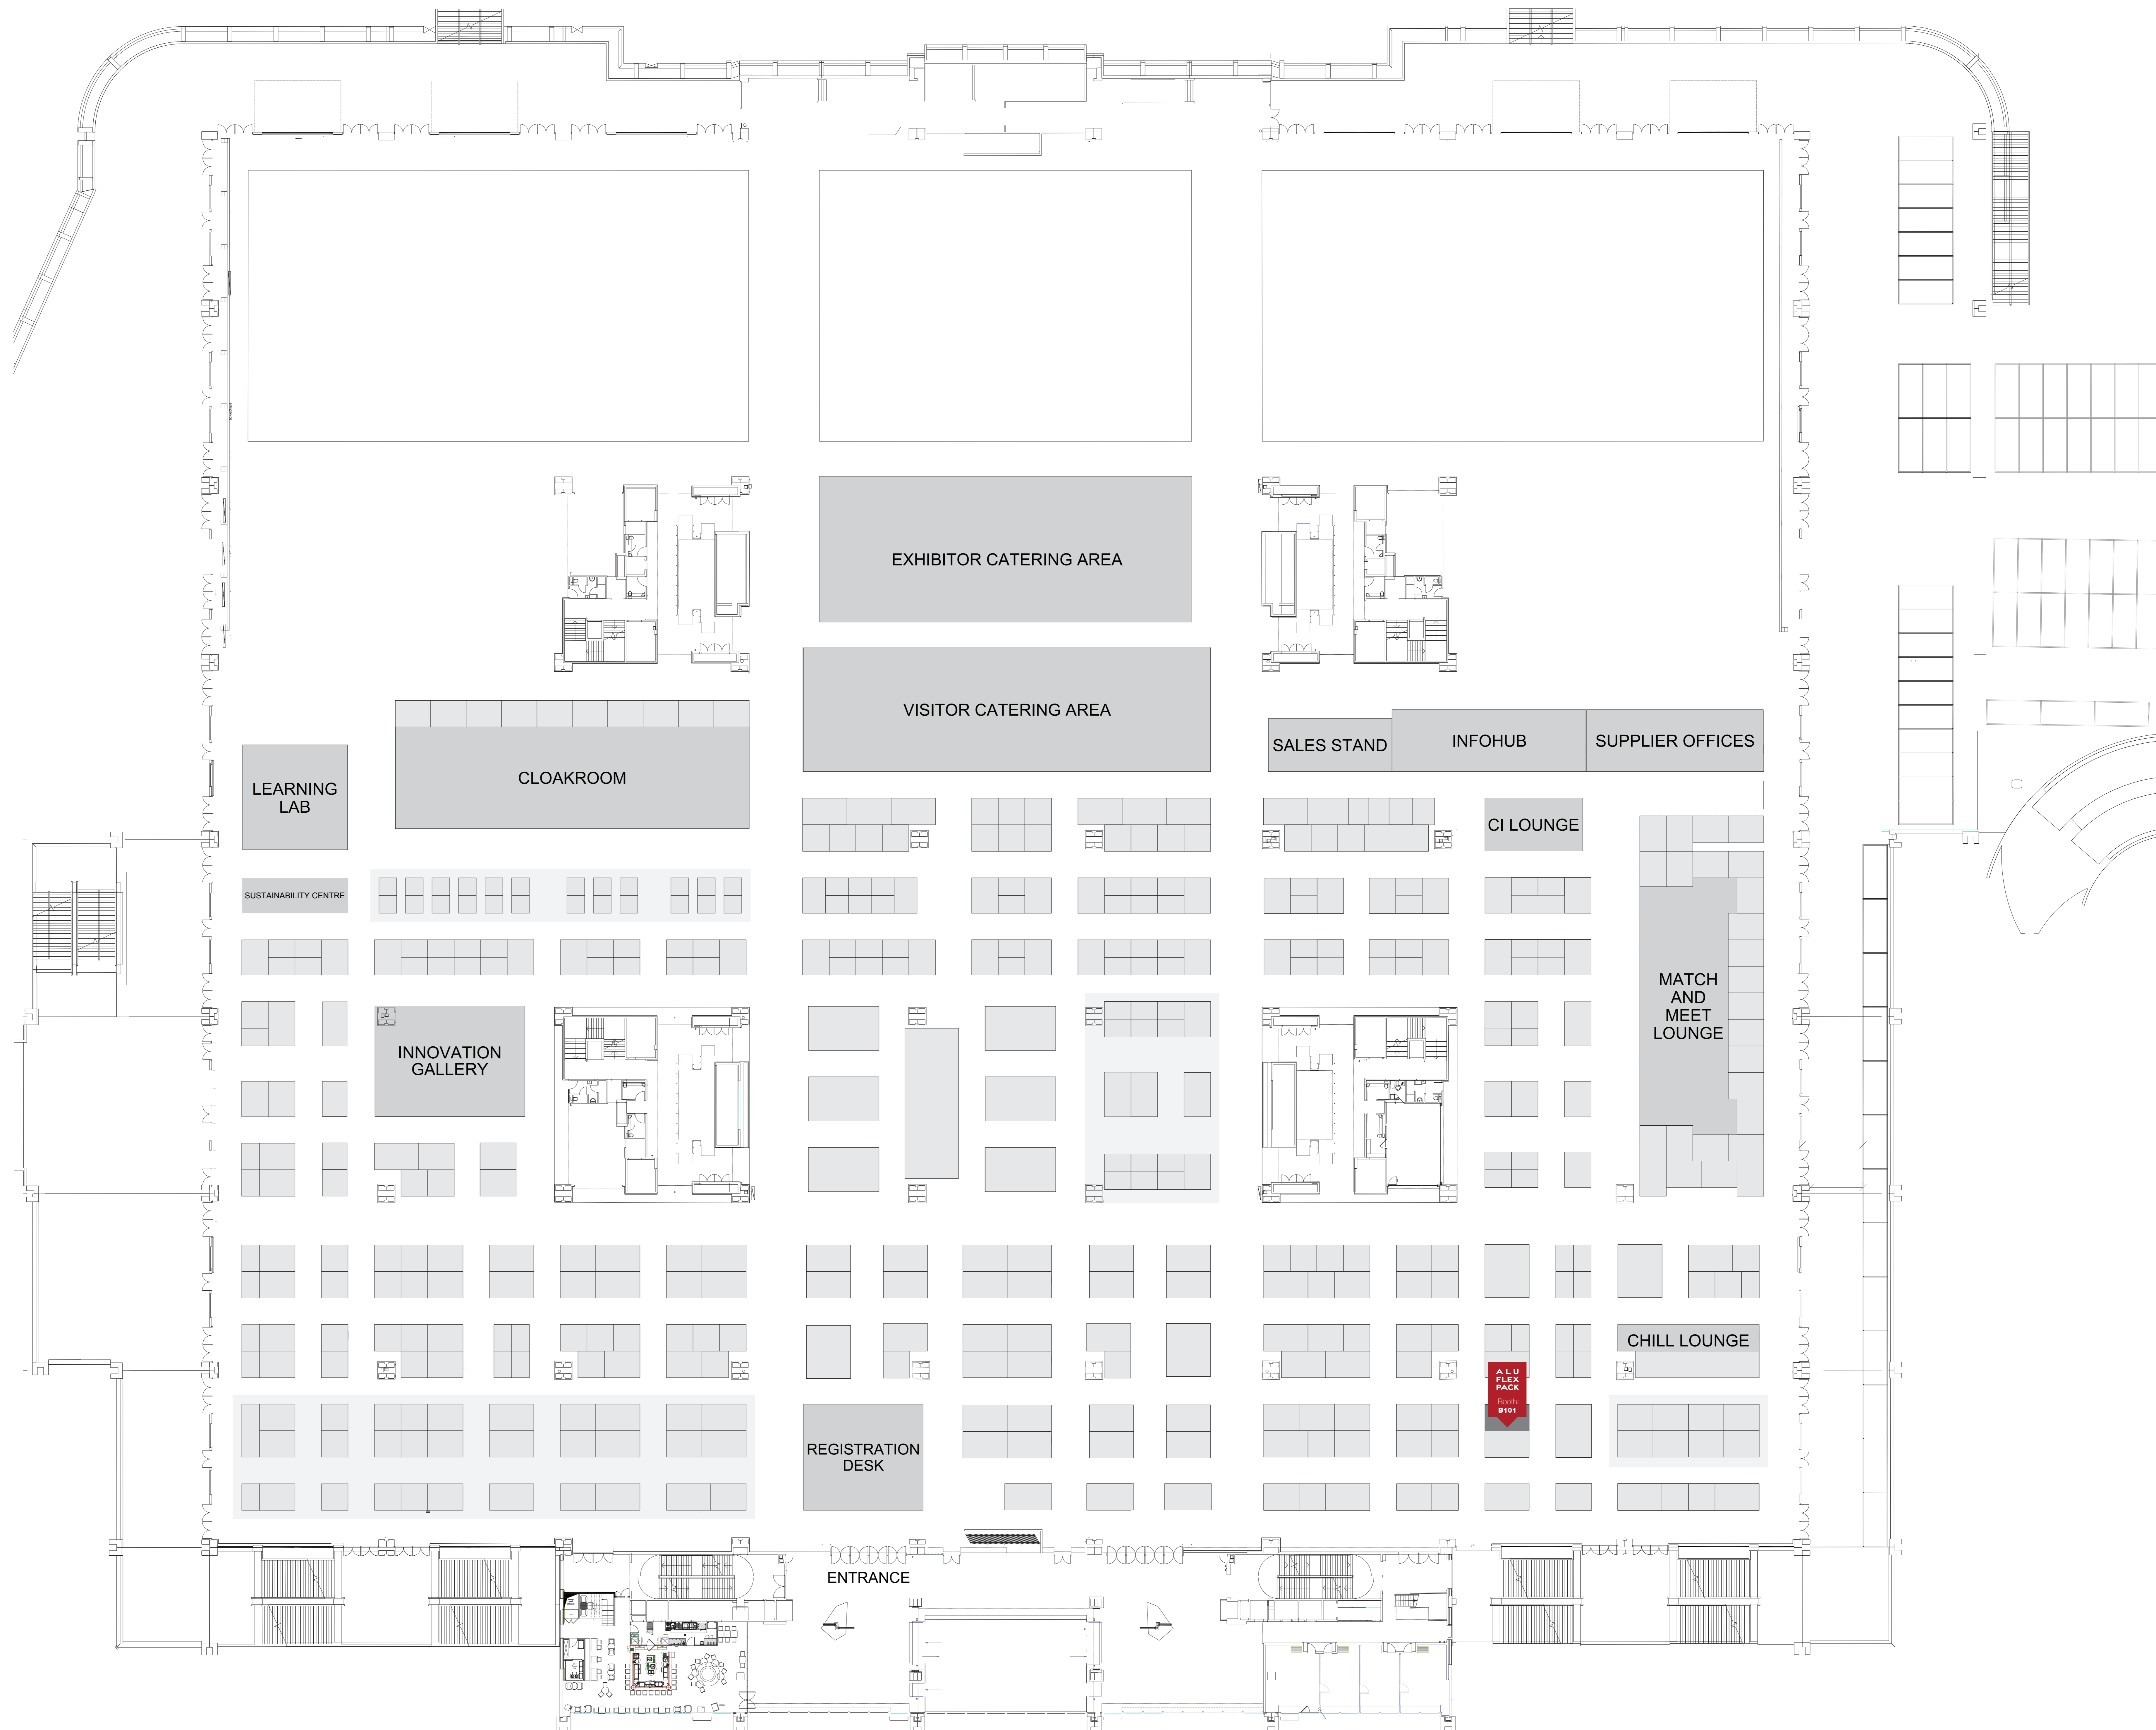 EXHIBITOR CATERING AREA
VISITOR CATERING AREA
SALES STAND
INFOHUB
SUPPLIER OFFICES
LEARNING
LAB
CLOAKROOM
CI LOUNGE
SUSTAINABILITY CENTRE
MATCH
AND
MEET
LOUNGE
INNOVATION
GALLERY
CHILL LOUNGE
ALU
FLEX
PACK
Booth:
B101
REGISTRATION
DESK
ENTRANCE